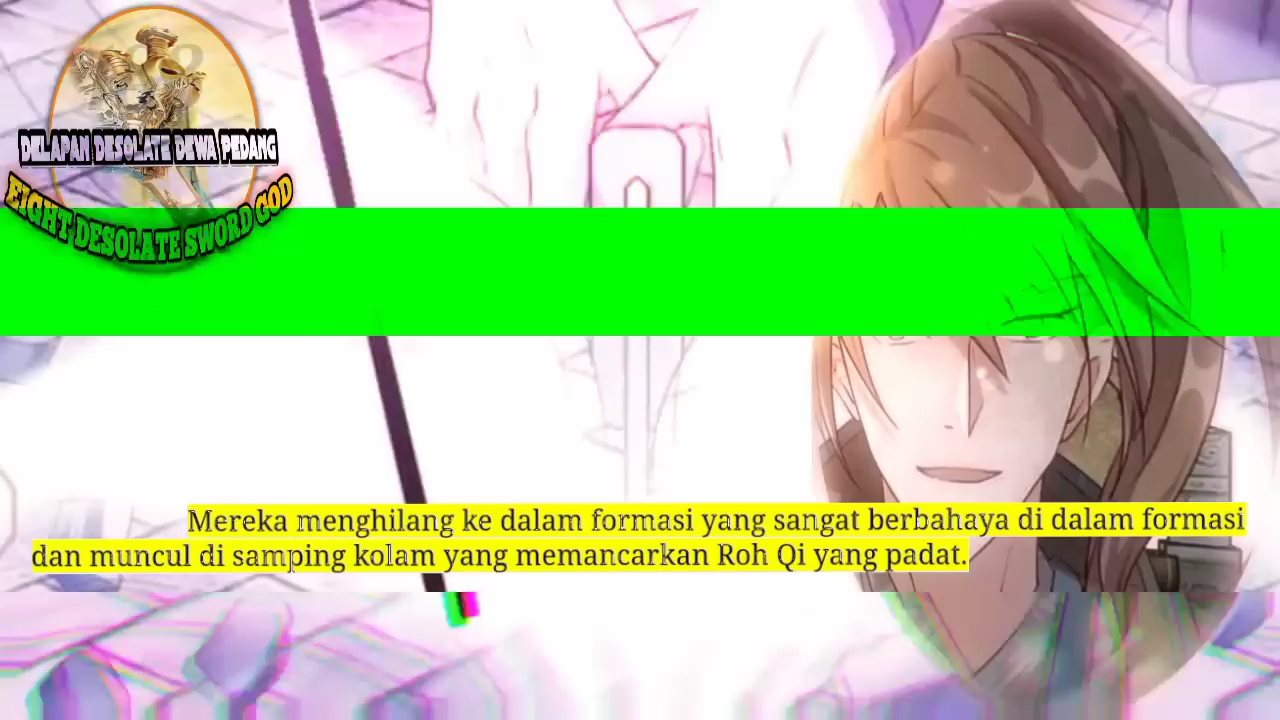 DELAPAN DESOLATE DEWA PEDANG
EIGHT DESOLATE SWORD GOD
Mereka menghilang ke dalam formasi yang sangat berbahaya di dalam formasi
dan muncul di samping kolam yang memancarkan Roh Qi yang padat.